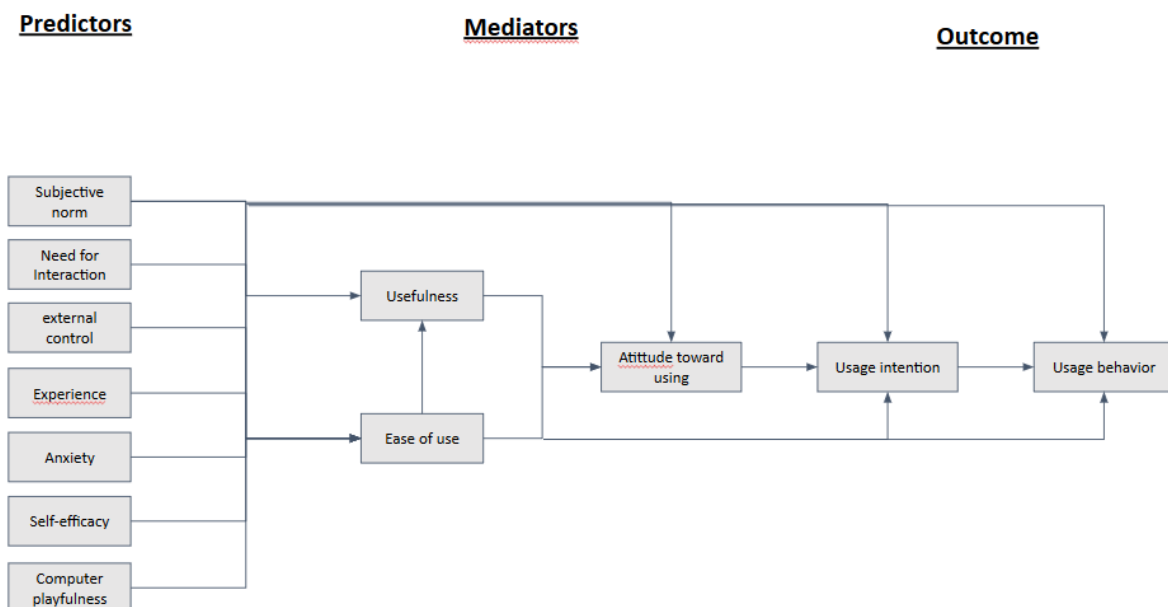 Predictors
Mediators
Outcome
Subjective
norm
Need for
Interaction
external
control
Experience
Anxiety
Self-efficacy
Computer
playfulness
Usefulness
Ease of use
Atittude toward
using
Usage intention
Usage behavior